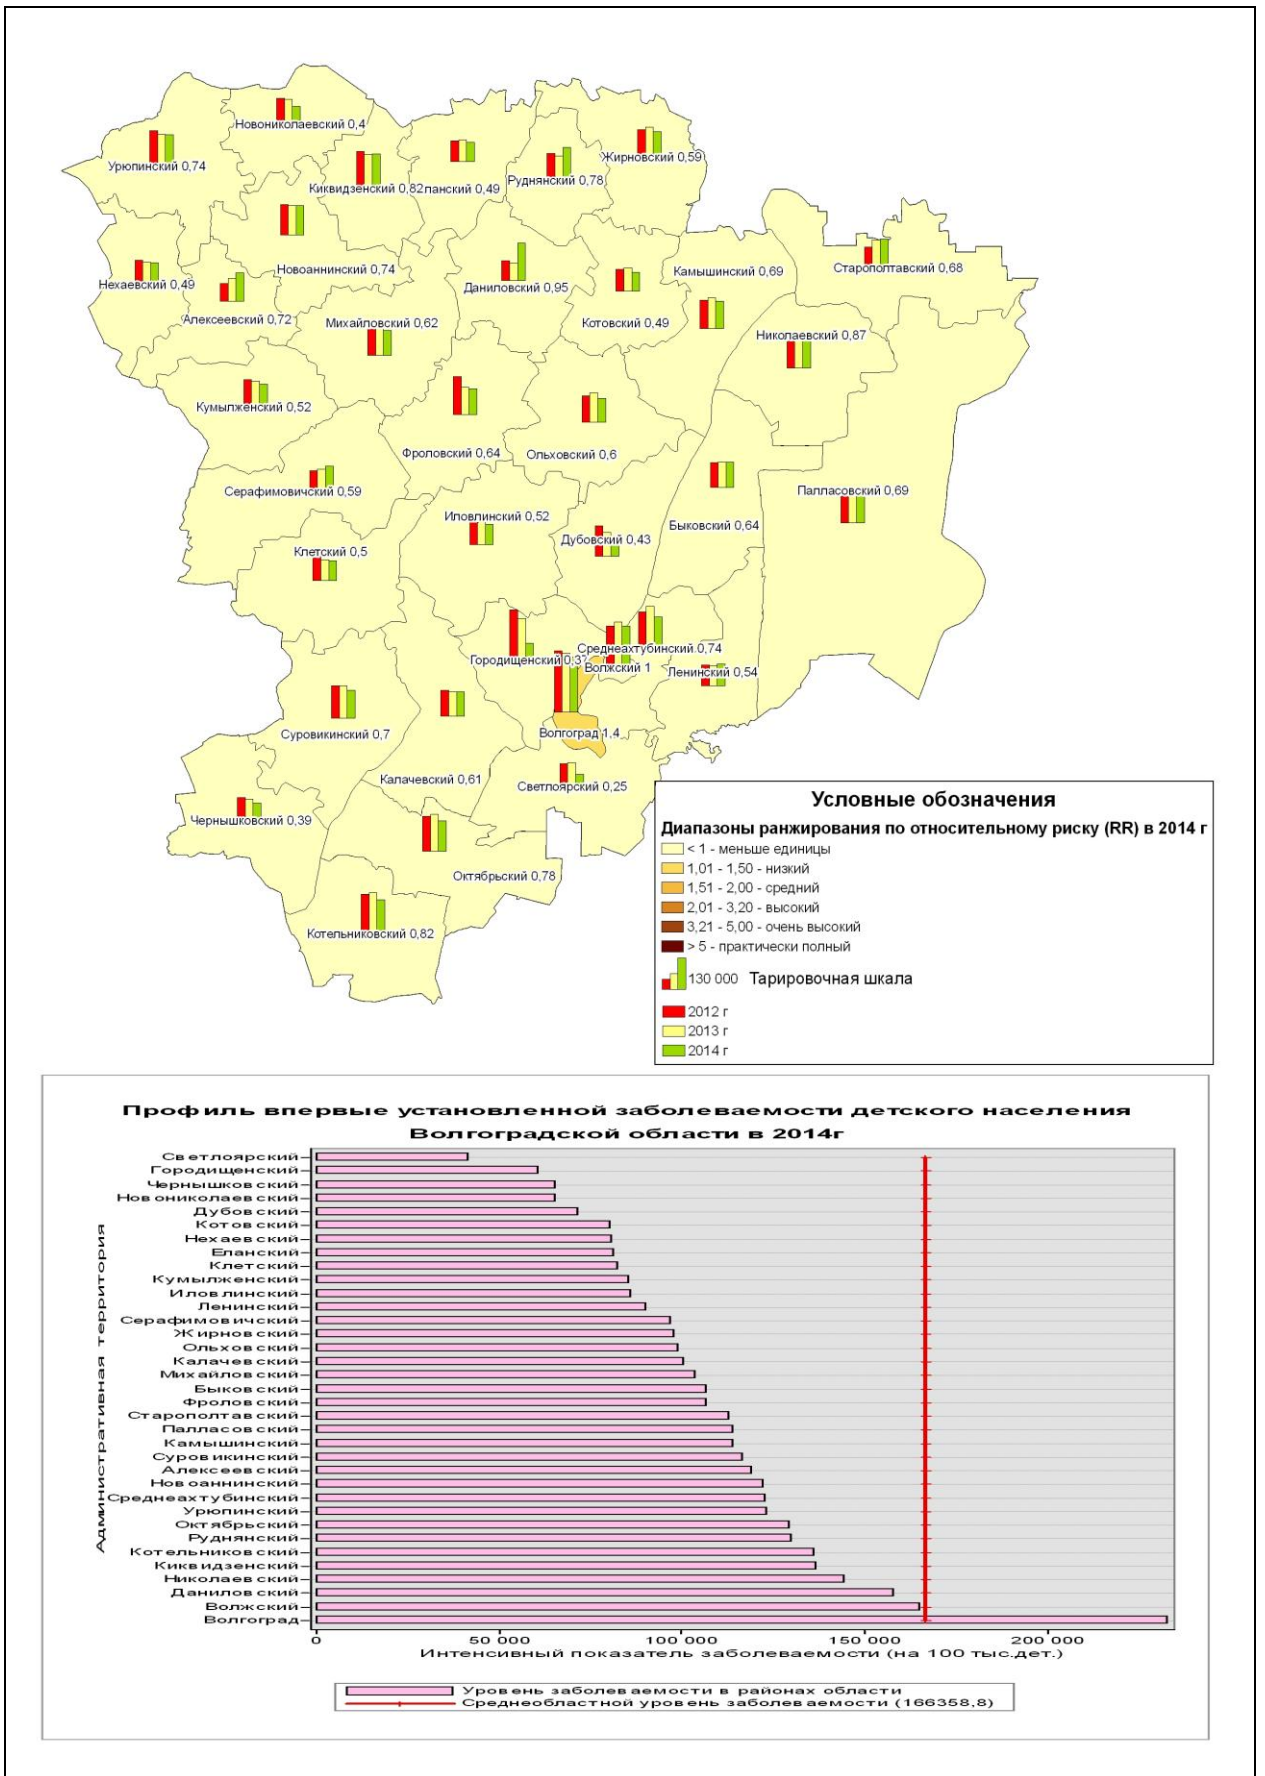 Новониколаевский 0,4
Урюпинский 0,74
Киквидзенский 0,82
ланский 0,49
Руднянский 0,78
Жирновский 0,59
Нехаевский 0,49
Новоаннинский 0,74
Даниловский 0,95
Камышинский 0,69
Старополтавский 0,68
Алексеевский 0,72
Михайловский 0,62
Котовский 0,49
Николаевский 0,87
Кумылженский 0,52
Фроловский 0,64
Ольховский 0,6
Серафимовичский 0,59
Палласовский 0,69
Иловлинский 0,52
Дубовский 0,43
Быковский 0,64
Клетский 0,5
Городищенский 0,37
Среднеахтубинский 0,74
Волжский 1
Ленинский 0,54
Суровикинский 0,7
Волгоград 1,4
Калачевский 0,61
Светлоярский 0,25
Чернышковский 0,39
Октябрьский 0,78
Котельниковский 0,82
Условные обозначения
Диапазоны ранжирования по относительному риску (RR) в 2014 г
< 1 - меньше единицы
1,01 - 1,50 - низкий
1,51 - 2,00 - средний
2,01 - 3,20 - высокий
3,21 - 5,00 - очень высокий
> 5 - практически полный
130 000 Тарировочная шкала
2012 г
2013 г
2014 г
Профиль впервые установленной заболеваемости детского населения
Волгоградской области в 2014г
Административная территория
Светлоярский
Городищенский
Чернышковский
Новониколаевский
Дубовский
Котовский
Нехаевский
Еланский
Клетский
Кумылженский
Иловлинский
Ленинский
Серафимовичский
Жирновский
Ольховский
Калачевский
Михайловский
Быковский
Фроловский
Старополтавский
Палласовский
Камышинский
Суровикинский
Алексеевский
Новоаннинский
Среднеахтубинский
Урюпинский
Октябрьский
Руднянский
Котельниковский
Киквидзенский
Николаевский
Даниловский
Волжский
Волгоград
0 50 000 100 000 150 000 200 000
Интенсивный показатель заболеваемости (на 100 тыс.дет.)
Уровень заболеваемости в районах области
Среднеобластной уровень заболеваемости (166358,8)